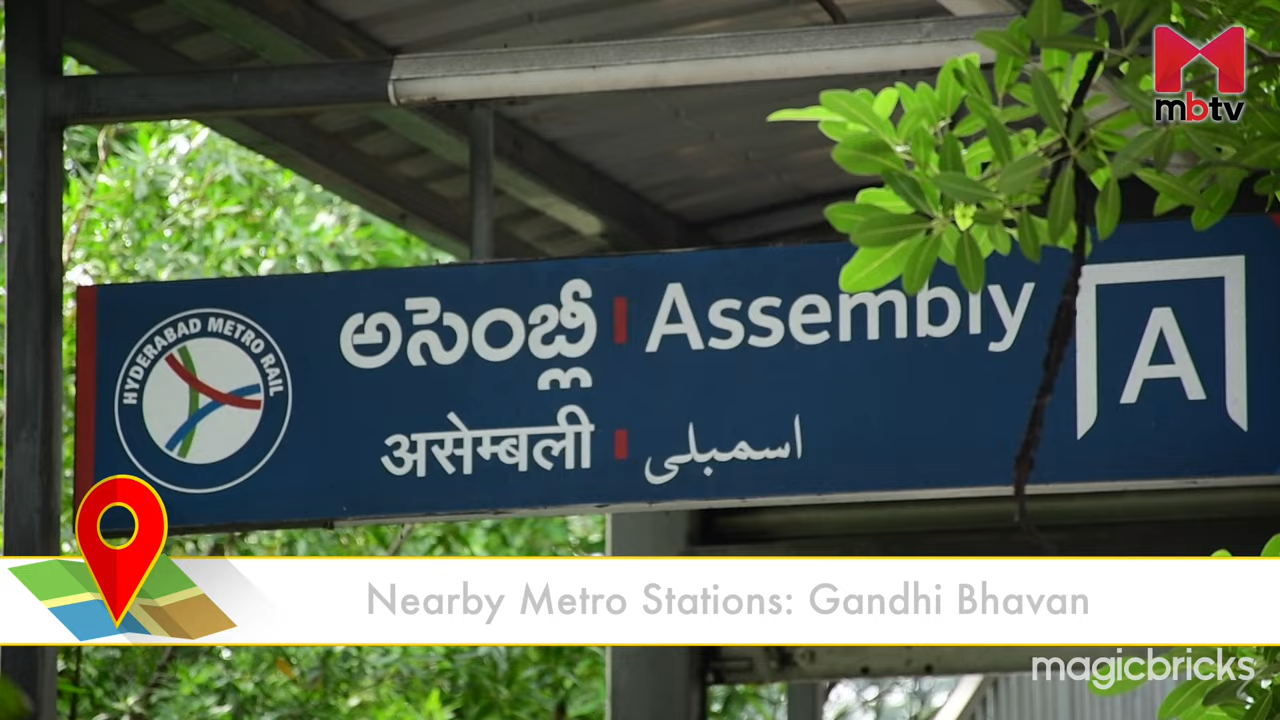 mbtv
HYDERABAD METRO RAIL
అసెంబ్లీ
Assembly
A
असेम्बली
اسمبلی
Nearby Metro Stations: Gandhi Bhavan
magicbricks